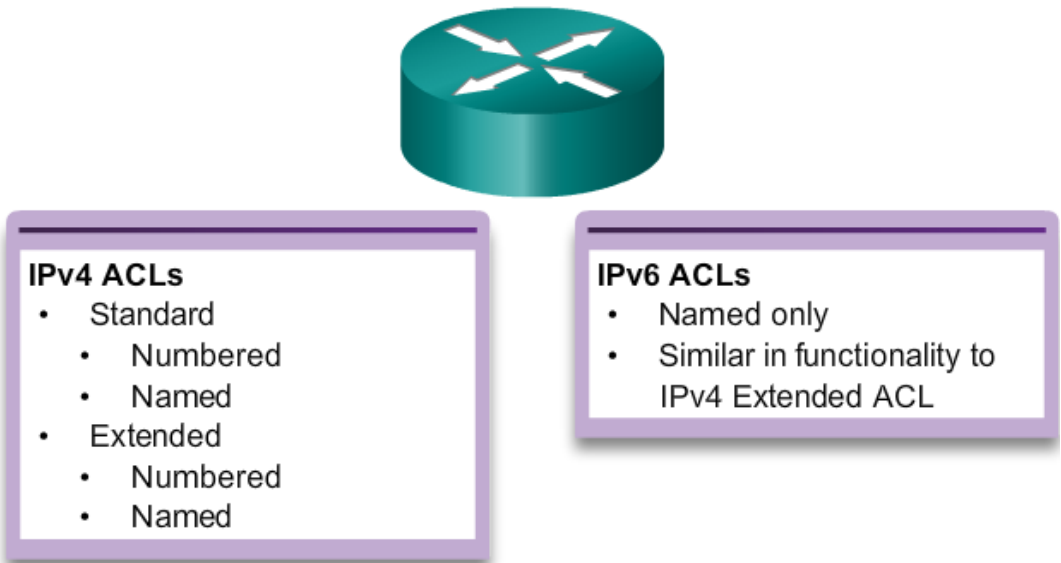 IPv4 ACLs
• Standard
• Numbered
• Named
• Extended
• Numbered
• Named
IPv6 ACLs
• Named only
• Similar in functionality to
IPv4 Extended ACL